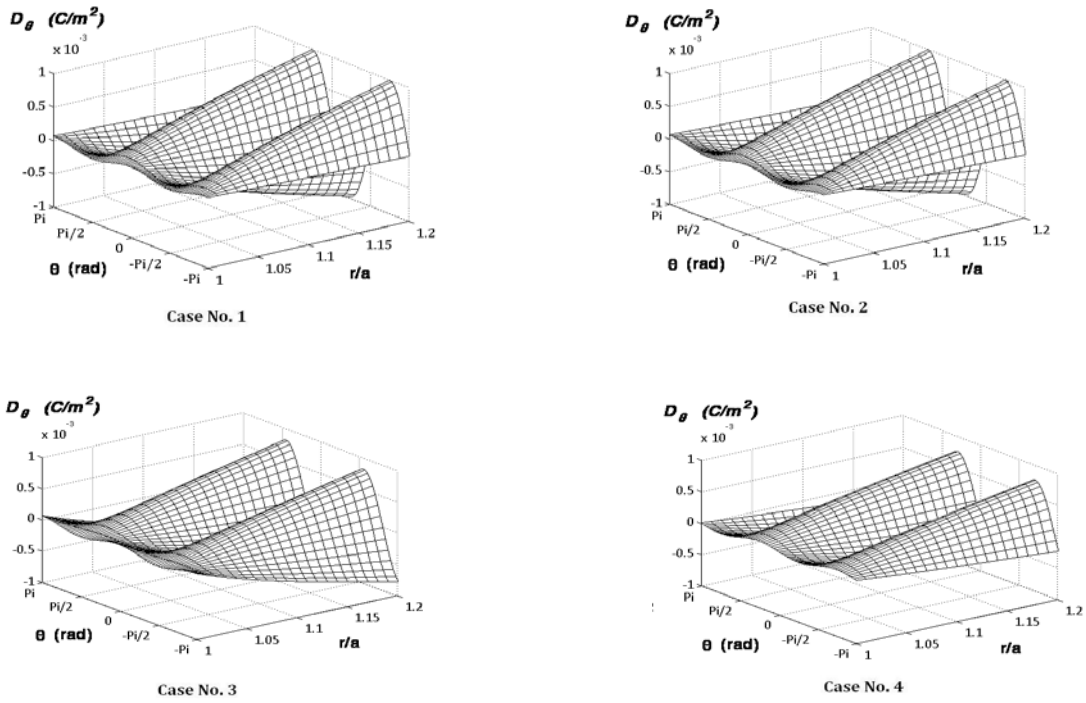 D_θ (C/m²)
x 10⁻³
1
0.5
0
-0.5
-1
Pi
Pi/2
0
-Pi/2
-Pi
θ (rad)
1
1.05
1.1
1.15
1.2
r/a
Case No. 1
D_θ (C/m²)
x 10⁻³
1
0.5
0
-0.5
-1
Pi
Pi/2
0
-Pi/2
-Pi
θ (rad)
1
1.05
1.1
1.15
1.2
r/a
Case No. 2
D_θ (C/m²)
x 10⁻³
1
0.5
0
-0.5
-1
Pi
Pi/2
0
-Pi/2
-Pi
θ (rad)
1
1.05
1.1
1.15
1.2
r/a
Case No. 3
D_θ (C/m²)
x 10⁻³
1
0.5
0
-0.5
-1
Pi
Pi/2
0
-Pi/2
-Pi
θ (rad)
1
1.05
1.1
1.15
1.2
r/a
Case No. 4